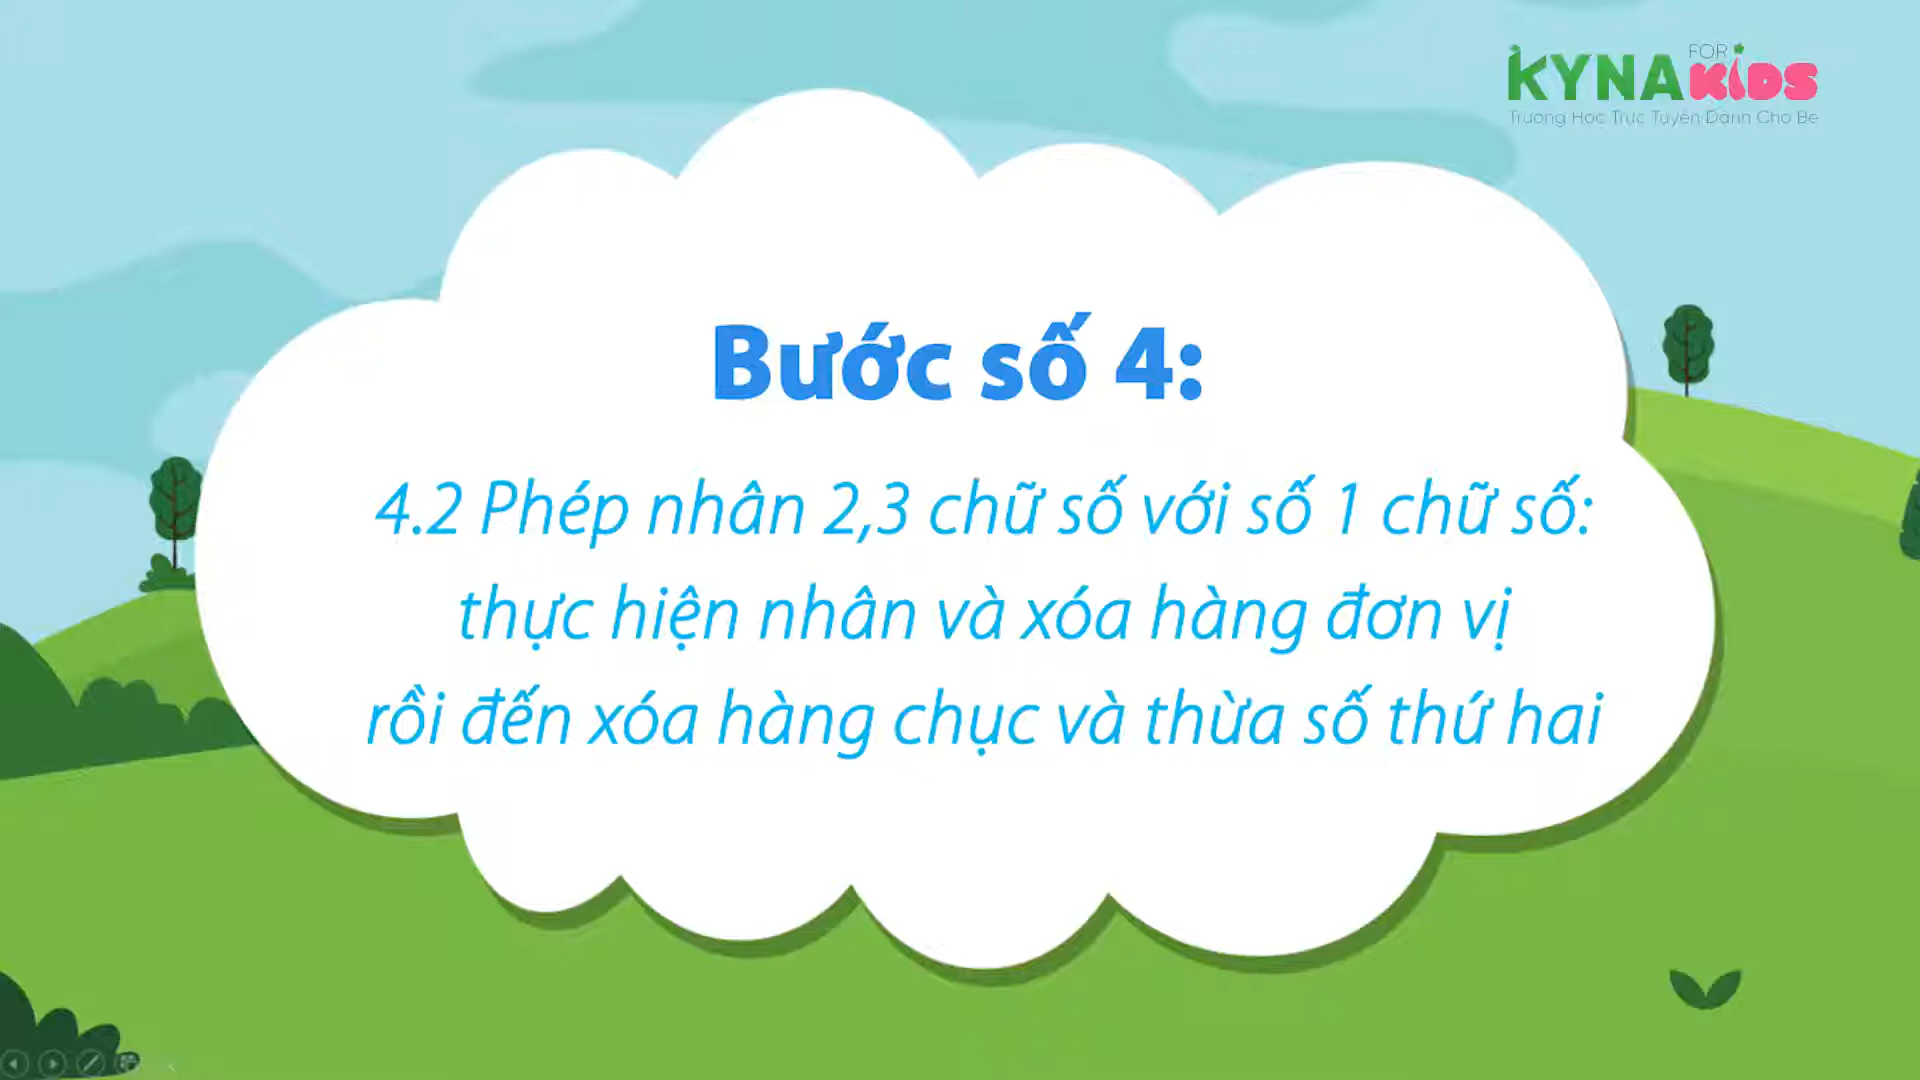 KYNA FOR KIDS
Trường Học Trực Tuyến Dành Cho Bé
Bước số 4:
4.2 Phép nhân 2,3 chữ số với số 1 chữ số:
thực hiện nhân và xóa hàng đơn vị
rồi đến xóa hàng chục và thừa số thứ hai